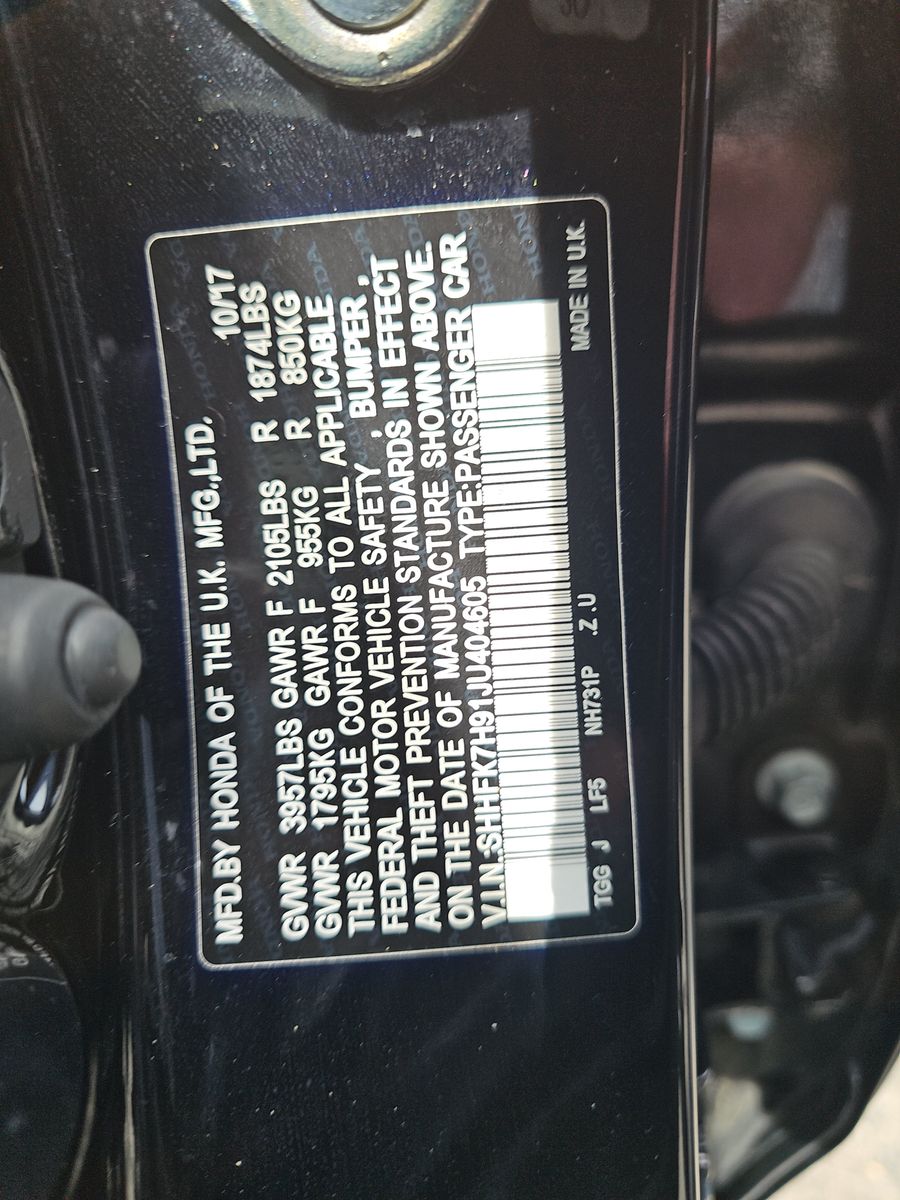 MFD.BY HONDA OF THE U.K. MFG.,LTD. 10/17
GVWR 3957LBS GAWR F 2105LBS R 1874LBS
GVWR 1795KG GAWR F 955KG R 850KG
THIS VEHICLE CONFORMS TO ALL APPLICABLE
FEDERAL MOTOR VEHICLE SAFETY , BUMPER ,
AND THEFT PREVENTION STANDARDS IN EFFECT
ON THE DATE OF MANUFACTURE SHOWN ABOVE.
V.I.N.:SHHFK7H91JU404605 TYPE:PASSENGER CAR
TGG J LF5 NH731P .Z.U MADE IN U.K.